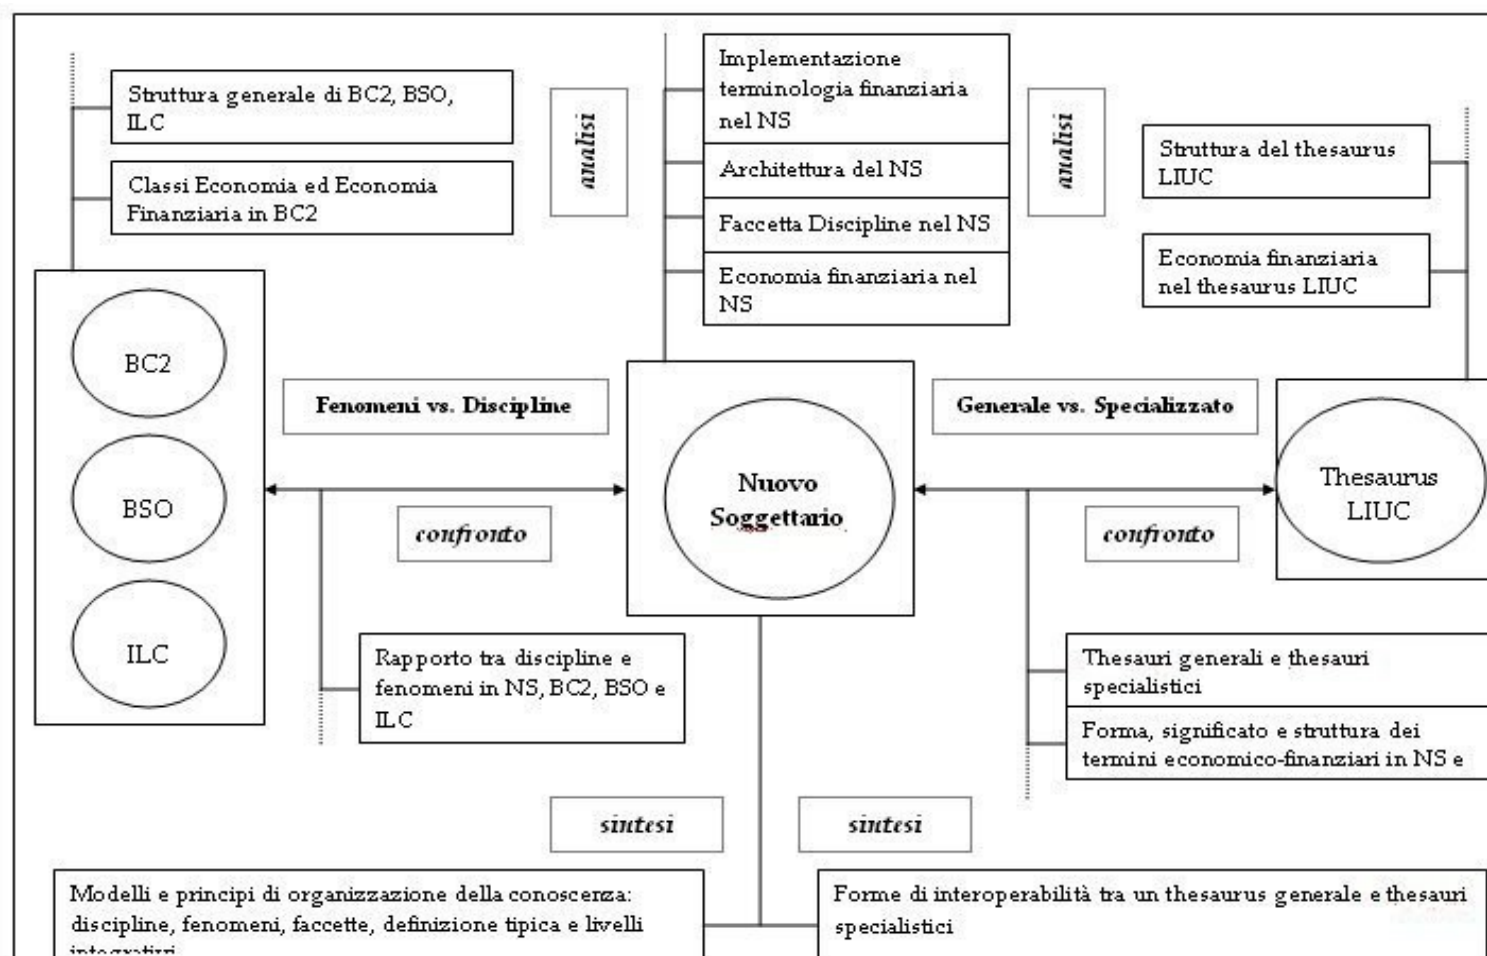 Struttura generale di BC2, BSO,
ILC
Classi Economia ed Economia
Finanziaria in BC2
analisi
Implementazione
terminologia finanziaria
nel NS
Architettura del NS
Faccetta Discipline nel NS
Economia finanziaria nel
NS
analisi
Struttura del thesaurus
LIUC
Economia finanziaria
nel thesaurus LIUC
BC2
BSO
ILC
Fenomeni vs. Discipline
confronto
Nuovo
Soggettario
Generale vs. Specializzato
confronto
Thesaurus
LIUC
Rapporto tra discipline e
fenomeni in NS, BC2, BSO e
ILC
Thesauri generali e thesauri
specialistici
Forma, significato e struttura dei
termini economico-finanziari in NS e
sintesi
sintesi
Modelli e principi di organizzazione della conoscenza:
discipline, fenomeni, faccette, definizione tipica e livelli
Forme di interoperabilità tra un thesaurus generale e thesauri
specialistici